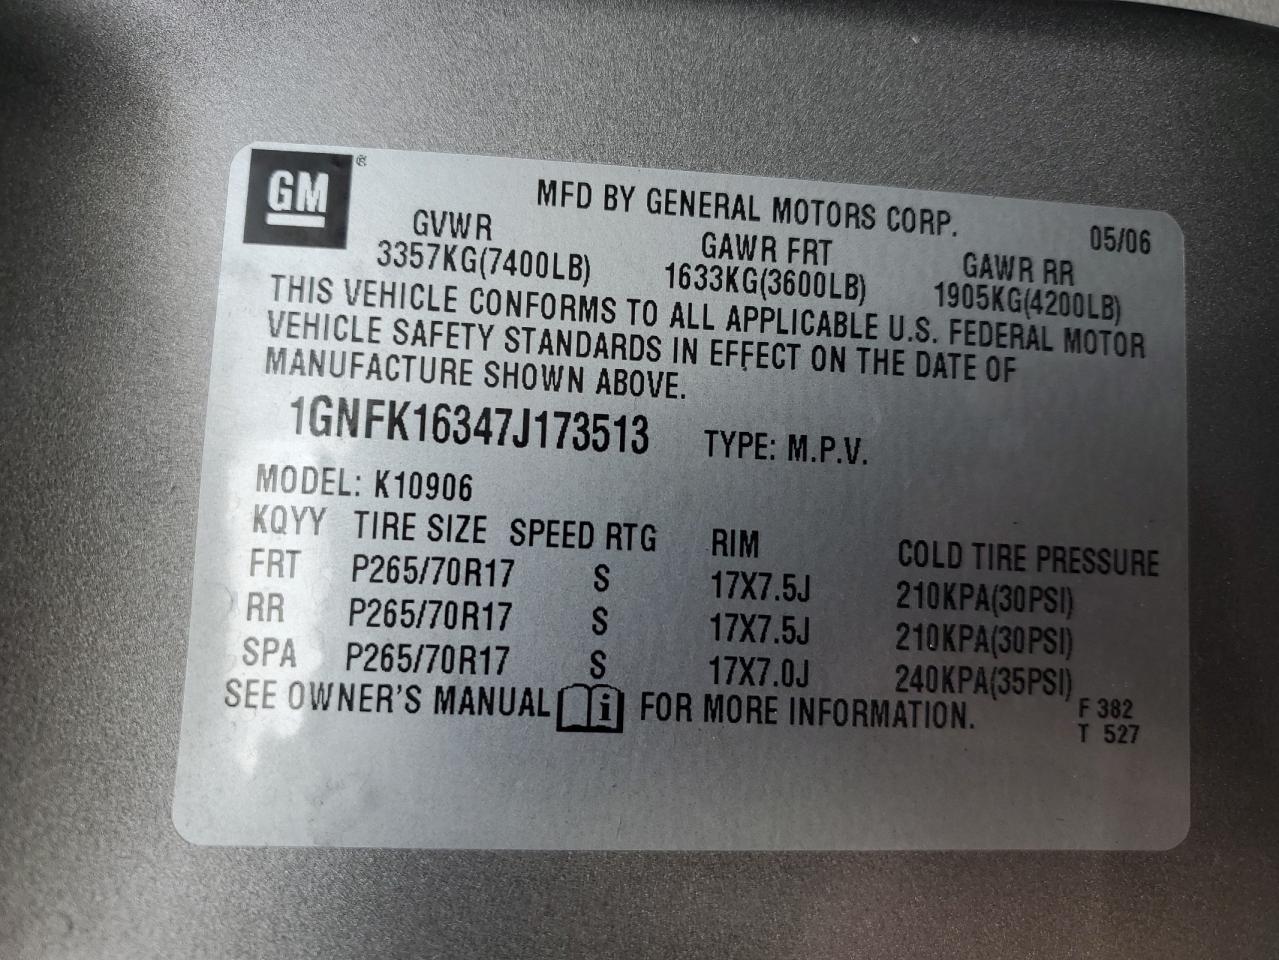 GM ®
MFD BY GENERAL MOTORS CORP. 05/06
GVWR GAWR FRT GAWR RR
3357KG(7400LB) 1633KG(3600LB) 1905KG(4200LB)
THIS VEHICLE CONFORMS TO ALL APPLICABLE U.S. FEDERAL MOTOR
VEHICLE SAFETY STANDARDS IN EFFECT ON THE DATE OF
MANUFACTURE SHOWN ABOVE.
1GNFK16347J173513 TYPE: M.P.V.
MODEL: K10906
KQYY TIRE SIZE SPEED RTG RIM COLD TIRE PRESSURE
FRT P265/70R17 S 17X7.5J 210KPA(30PSI)
RR P265/70R17 S 17X7.5J 210KPA(30PSI)
SPA P265/70R17 S 17X7.0J 240KPA(35PSI)
SEE OWNER'S MANUAL i FOR MORE INFORMATION.
F 382
T 527